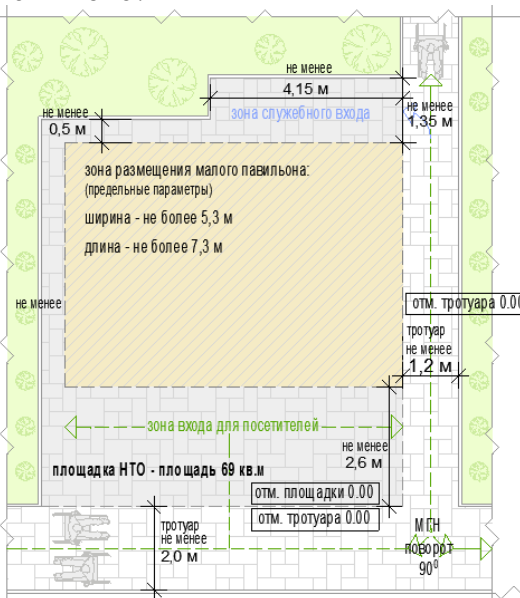 не менее
4,15 м
зона служебного входа
не менее
1,35 м
не менее
0,5 м
зона размещения малого павильона:
(предельные параметры)
ширина - не более 5,3 м
длина - не более 7,3 м
не менее
отм. тротуара 0.00
тротуар
не менее
1,2 м
зона входа для посетителей
не менее
2,6 м
площадка НТО - площадь 69 кв.м
отм. площадки 0.00
отм. тротуара 0.00
тротуар
не менее
2,0 м
МГН
поворот
90⁰